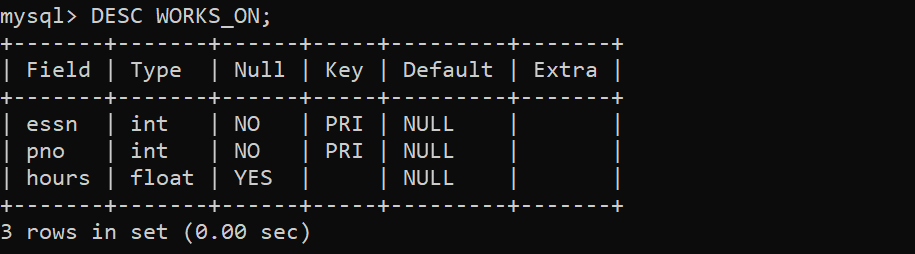 mysql> DESC WORKS_ON;
+-------+-------+------+-----+---------+-------+
| Field | Type  | Null | Key | Default | Extra |
+-------+-------+------+-----+---------+-------+
| essn  | int   | NO   | PRI | NULL    |       |
| pno   | int   | NO   | PRI | NULL    |       |
| hours | float | YES  |     | NULL    |       |
+-------+-------+------+-----+---------+-------+
3 rows in set (0.00 sec)